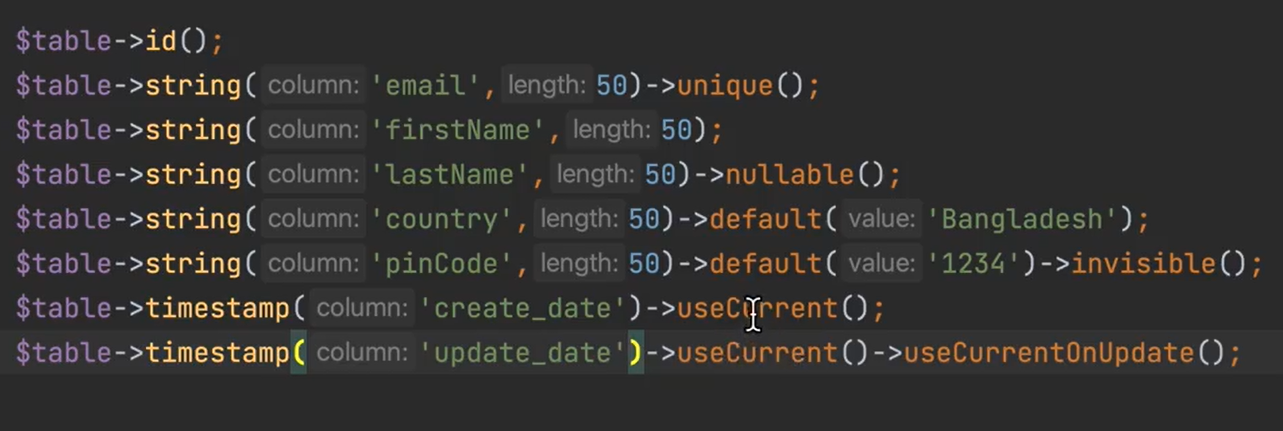 $table->id();
$table->string( column: 'email', length: 50)->unique();
$table->string( column: 'firstName', length: 50);
$table->string( column: 'lastName', length: 50)->nullable();
$table->string( column: 'country', length: 50)->default( value: 'Bangladesh');
$table->string( column: 'pinCode', length: 50)->default( value: '1234')->invisible();
$table->timestamp( column: 'create_date')->useCurrent();
$table->timestamp( column: 'update_date')->useCurrent()->useCurrentOnUpdate();